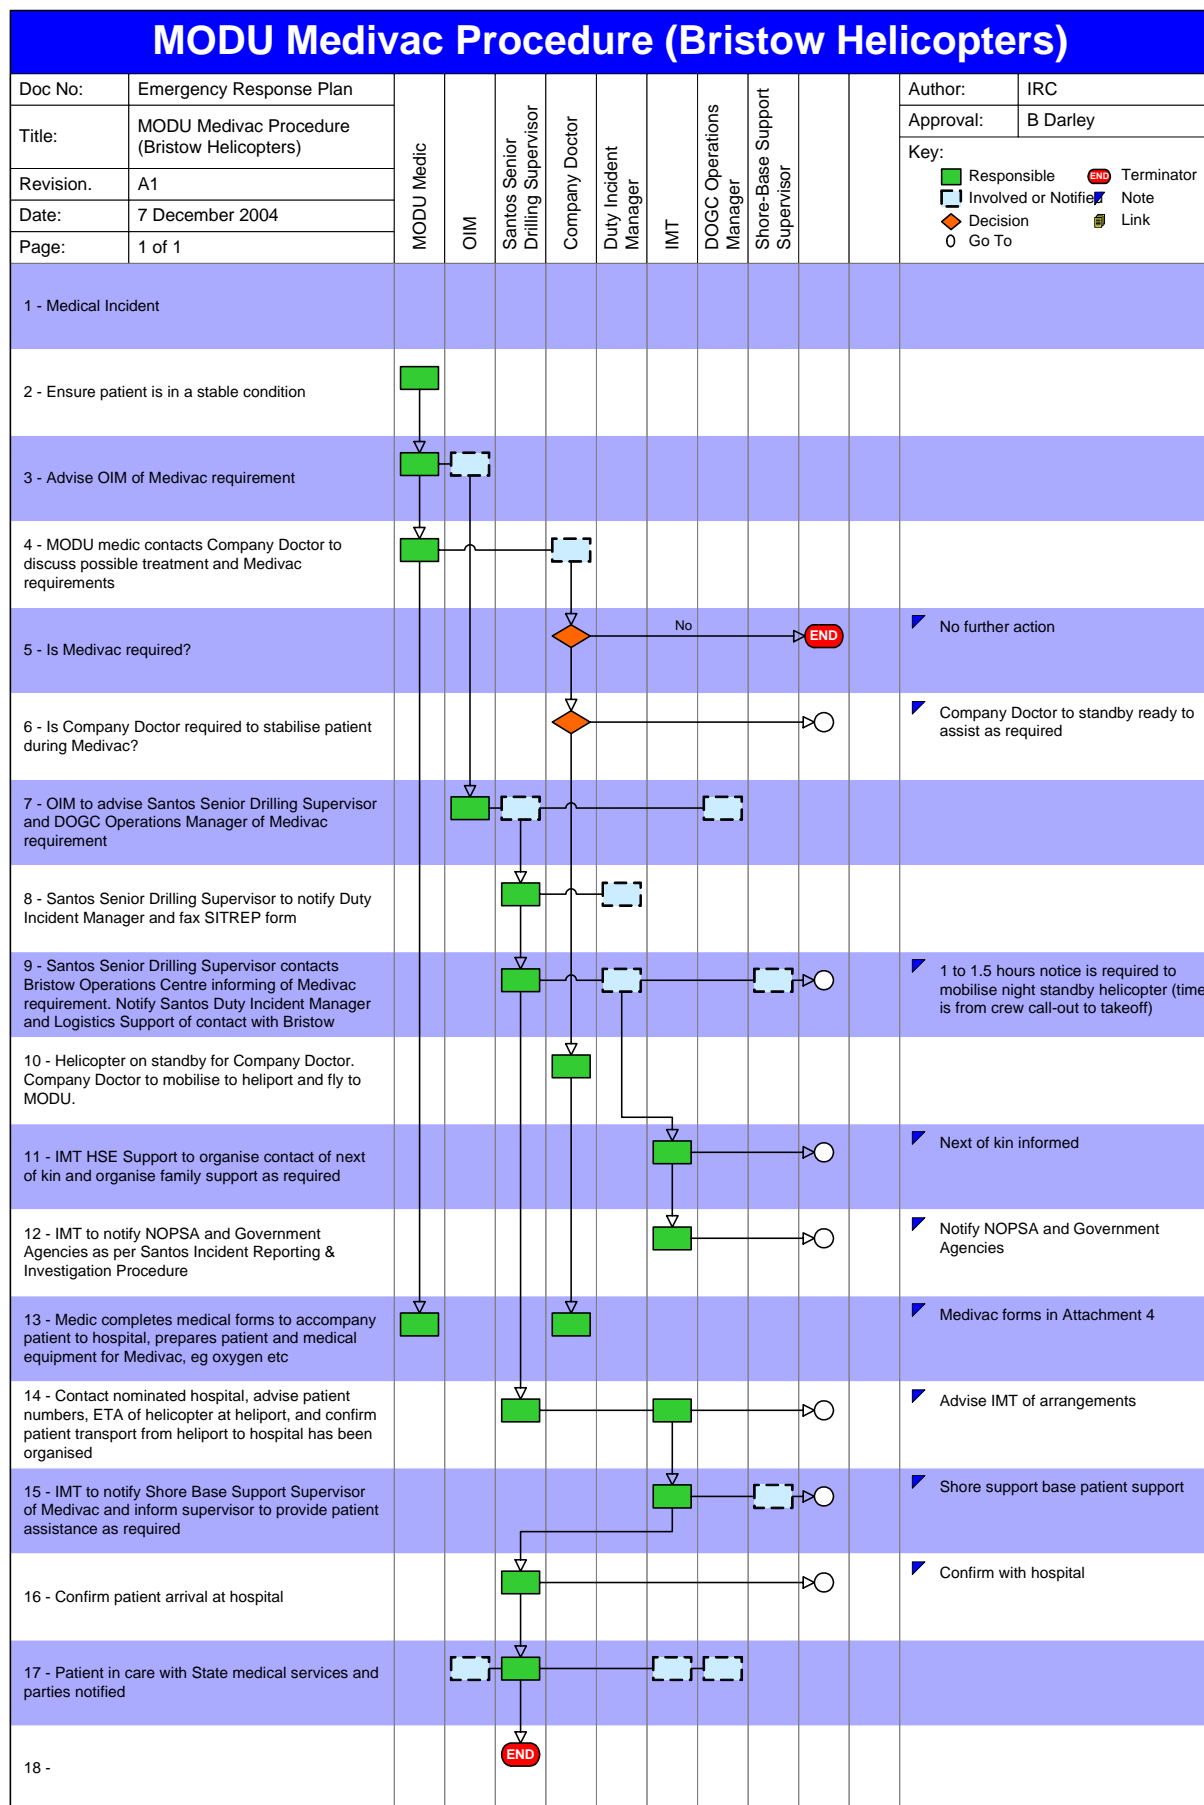 MODU Medivac Procedure (Bristow Helicopters)
Doc No:
Emergency Response Plan
Title:
MODU Medivac Procedure
(Bristow Helicopters)
Revision.
A1
Date:
7 December 2004
Page:
1 of 1
MODU Medic
OIM
Santos Senior
Drilling Supervisor
Company Doctor
Duty Incident
Manager
IMT
DOGC Operations
Manager
Shore-Base Support
Supervisor
Author:
IRC
Approval:
B Darley
Key:
Responsible
END
Terminator
Involved or Notified
Note
Decision
Link
Go To
1 - Medical Incident
2 - Ensure patient is in a stable condition
3 - Advise OIM of Medivac requirement
4 - MODU medic contacts Company Doctor to
discuss possible treatment and Medivac
requirements
5 - Is Medivac required?
No
END
No further action
6 - Is Company Doctor required to stabilise patient
during Medivac?
Company Doctor to standby ready to
assist as required
7 - OIM to advise Santos Senior Drilling Supervisor
and DOGC Operations Manager of Medivac
requirement
8 - Santos Senior Drilling Supervisor to notify Duty
Incident Manager and fax SITREP form
9 - Santos Senior Drilling Supervisor contacts
Bristow Operations Centre informing of Medivac
requirement. Notify Santos Duty Incident Manager
and Logistics Support of contact with Bristow
1 to 1.5 hours notice is required to
mobilise night standby helicopter (time
is from crew call-out to takeoff)
10 - Helicopter on standby for Company Doctor.
Company Doctor to mobilise to heliport and fly to
MODU.
11 - IMT HSE Support to organise contact of next
of kin and organise family support as required
Next of kin informed
12 - IMT to notify NOPSA and Government
Agencies as per Santos Incident Reporting &
Investigation Procedure
Notify NOPSA and Government
Agencies
13 - Medic completes medical forms to accompany
patient to hospital, prepares patient and medical
equipment for Medivac, eg oxygen etc
Medivac forms in Attachment 4
14 - Contact nominated hospital, advise patient
numbers, ETA of helicopter at heliport, and confirm
patient transport from heliport to hospital has been
organised
Advise IMT of arrangements
15 - IMT to notify Shore Base Support Supervisor
of Medivac and inform supervisor to provide patient
assistance as required
Shore support base patient support
16 - Confirm patient arrival at hospital
Confirm with hospital
17 - Patient in care with State medical services and
parties notified
18 -
END